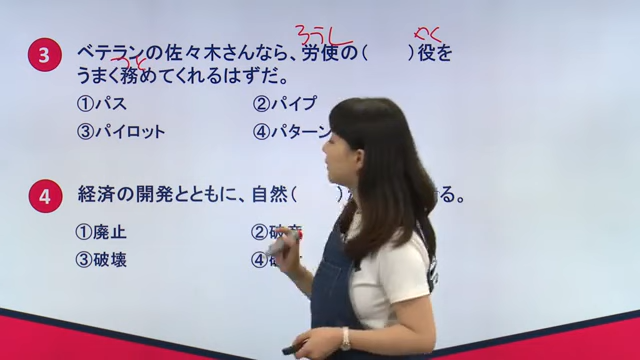 ろうし やく
3 ベテランの佐々木さんなら、労使の(　　)役を
つと
うまく務めてくれるはずだ。
①パス ②パイプ
③パイロット ④パターン
4 経済の開発とともに、自然(　　) る。
①廃止 ②破
③破壊 ④